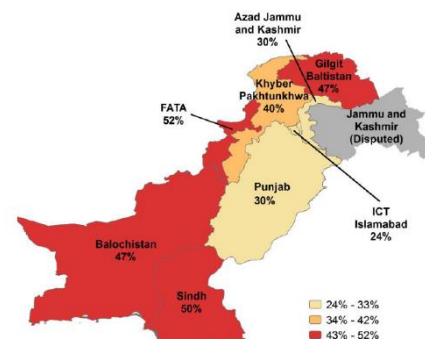 Azad Jammu
and Kashmir
30%
Gilgit
Baltistan
47%
Khyber
Pakhtunkhwa
40%
FATA
52%
Jammu and
Kashmir
(Disputed)
Punjab
30%
ICT
Islamabad
24%
Balochistan
47%
Sindh
50%
24% - 33%
34% - 42%
43% - 52%